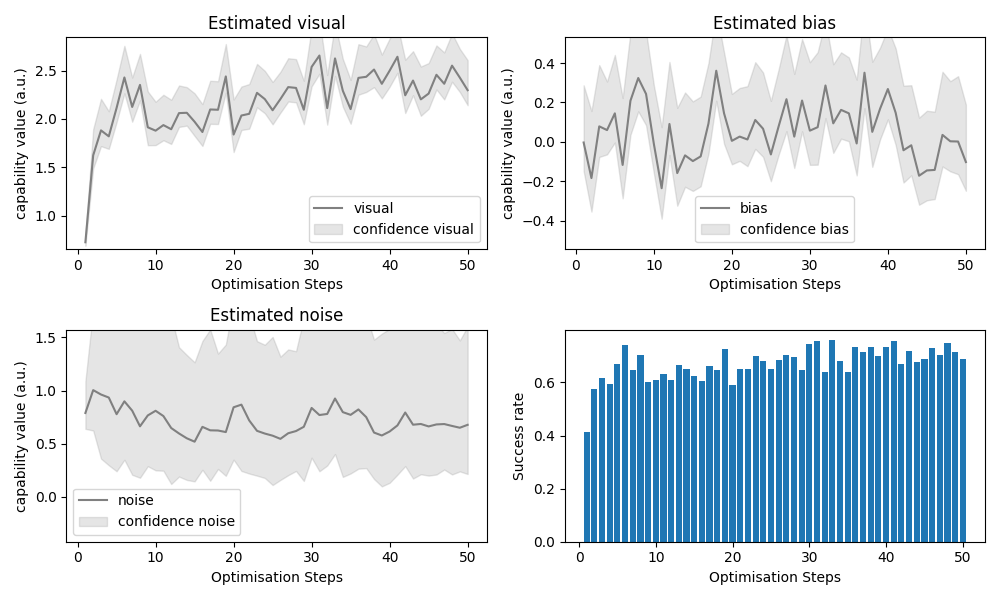 Estimated visual
capability value (a.u.)
2.5
2.0
1.5
1.0
visual
confidence visual
0 10 20 30 40 50
Optimisation Steps
Estimated bias
capability value (a.u.)
0.4
0.2
0.0
−0.2
−0.4
bias
confidence bias
0 10 20 30 40 50
Optimisation Steps
Estimated noise
capability value (a.u.)
1.5
1.0
0.5
0.0
noise
confidence noise
0 10 20 30 40 50
Optimisation Steps
Success rate
0.6
0.4
0.2
0.0
0 10 20 30 40 50
Optimisation Steps